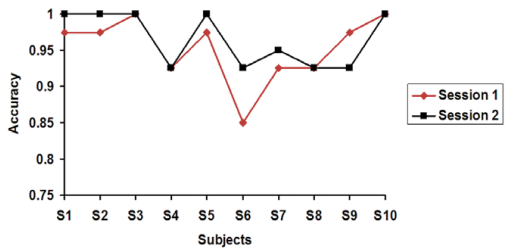 1
0.95
0.9
0.85
0.8
0.75
Accuracy
S1 S2 S3 S4 S5 S6 S7 S8 S9 S10
Subjects
Session 1
Session 2